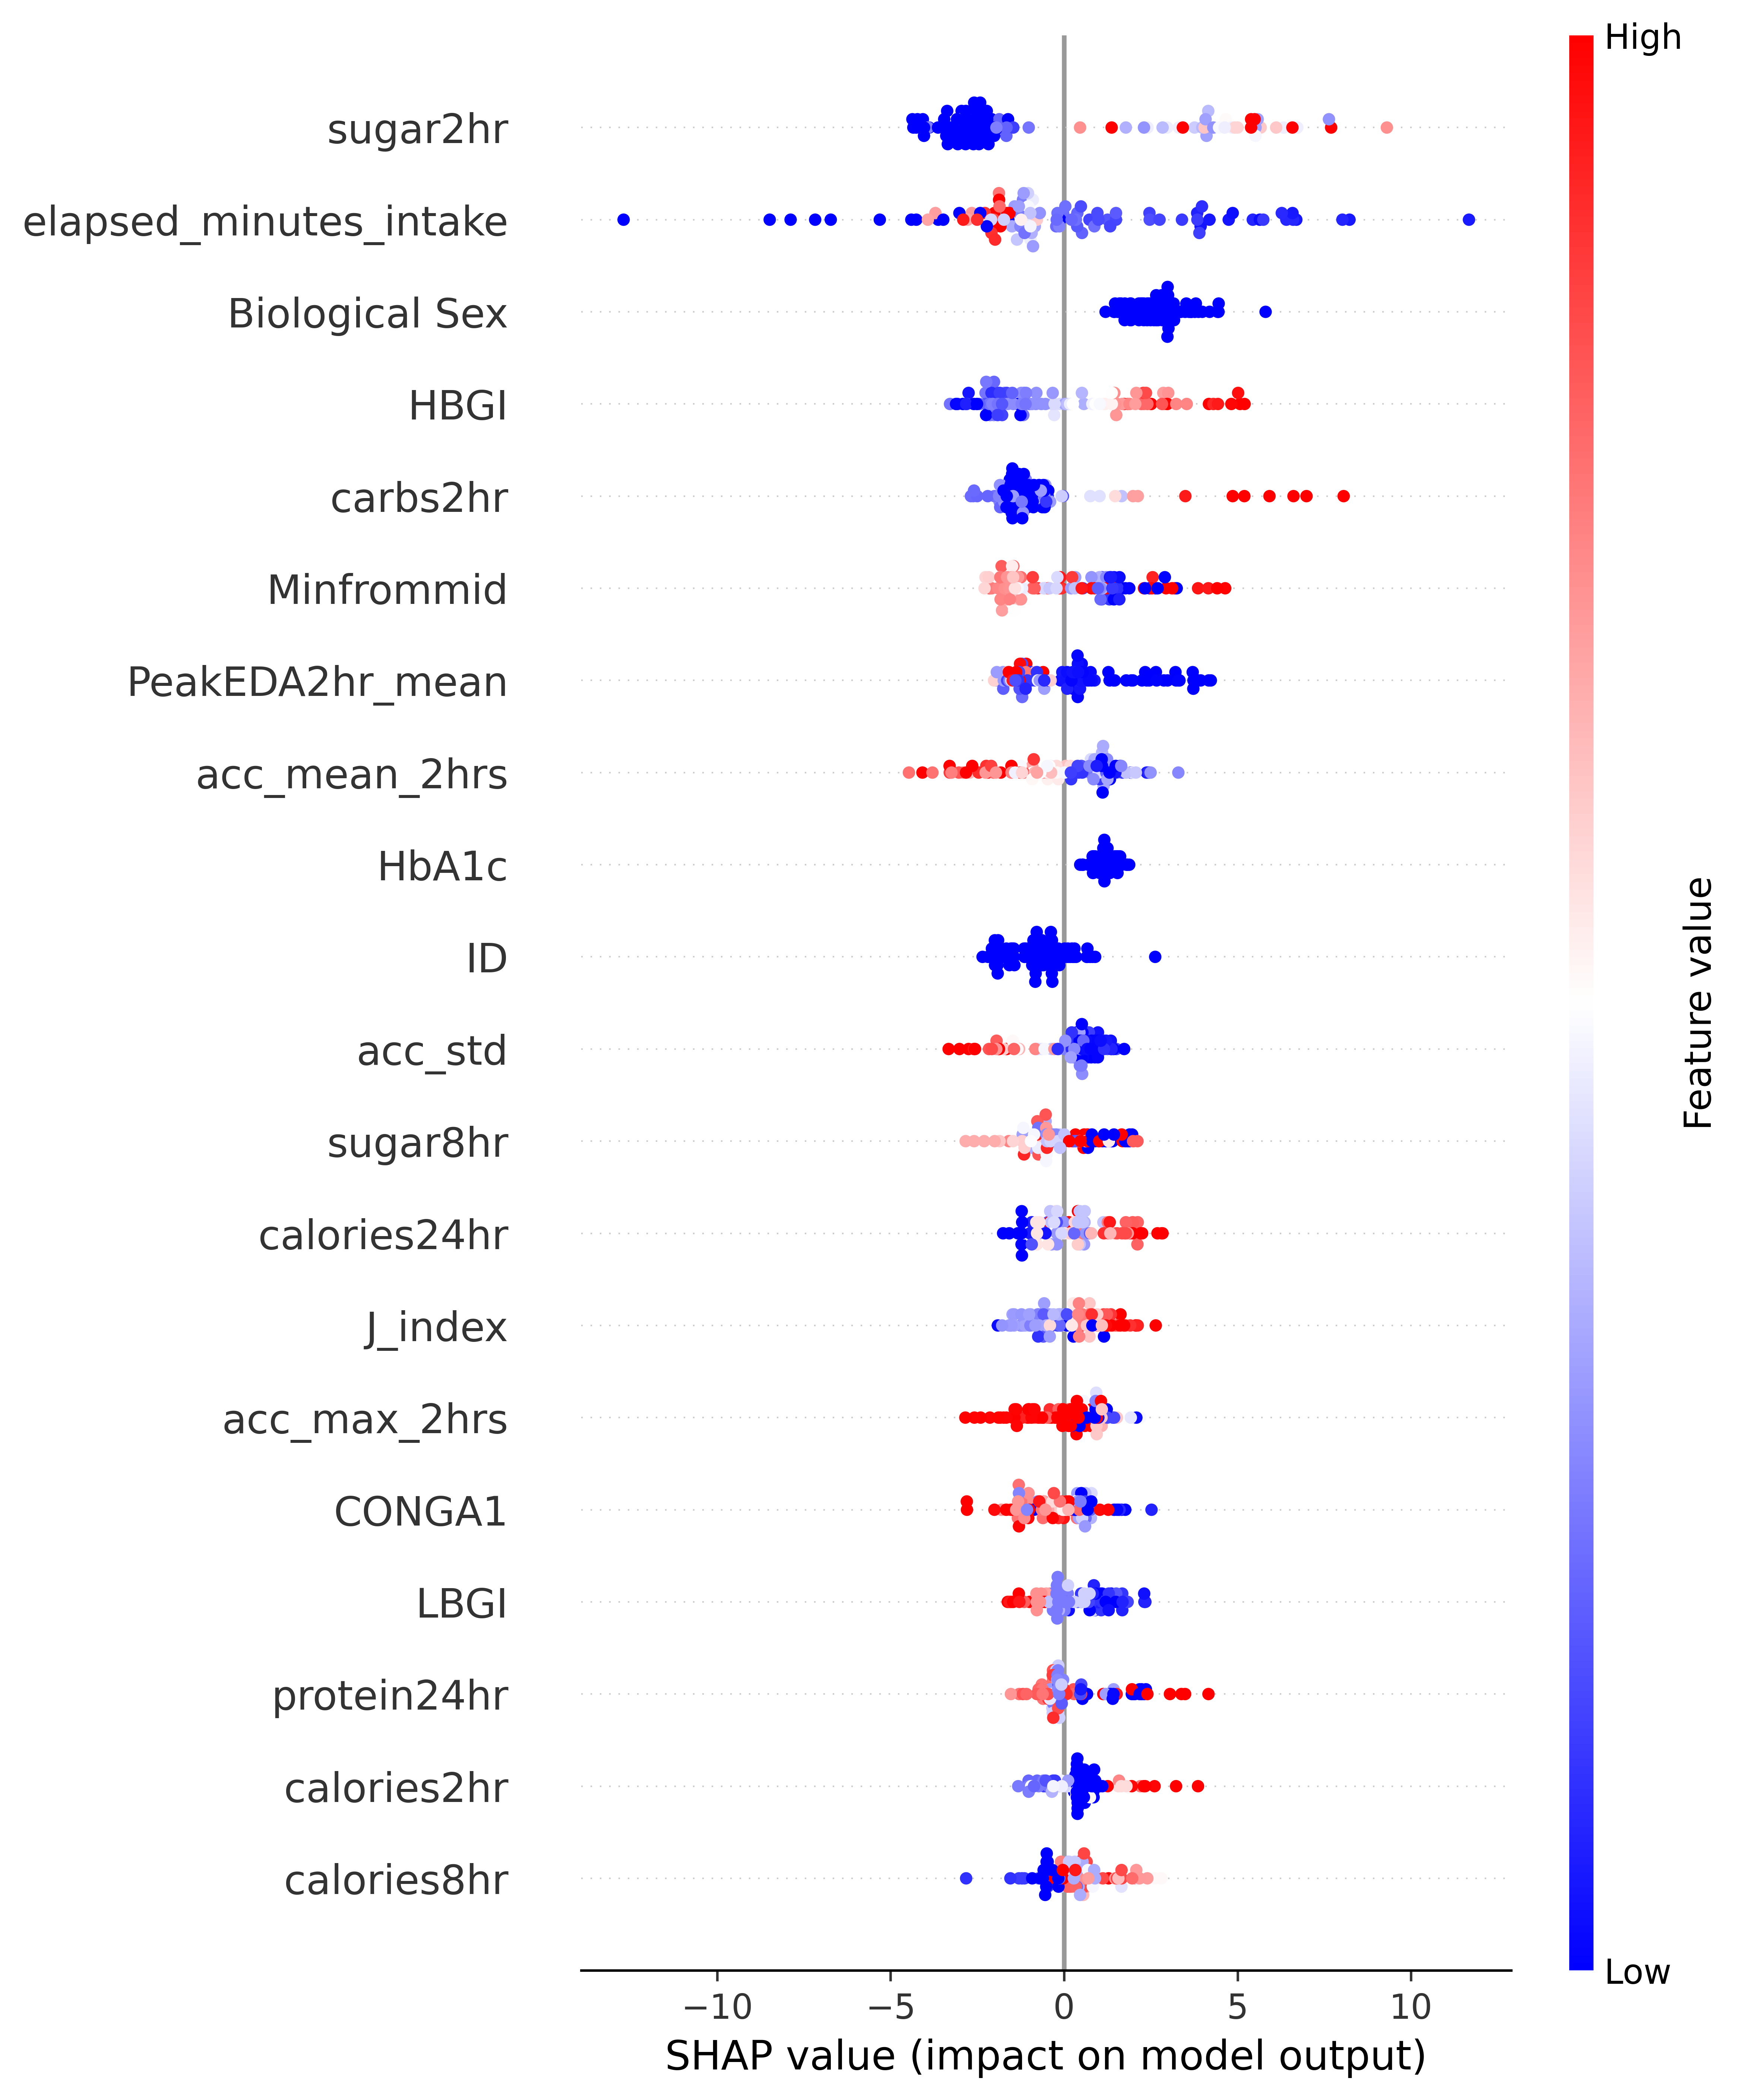 High
sugar2hr
elapsed_minutes_intake
Biological Sex
HBGI
carbs2hr
Minfrommid
PeakEDA2hr_mean
acc_mean_2hrs
HbA1c
ID
acc_std
sugar8hr
calories24hr
J_index
acc_max_2hrs
CONGA1
LBGI
protein24hr
calories2hr
calories8hr
Feature value
Low
−10 −5 0 5 10
SHAP value (impact on model output)